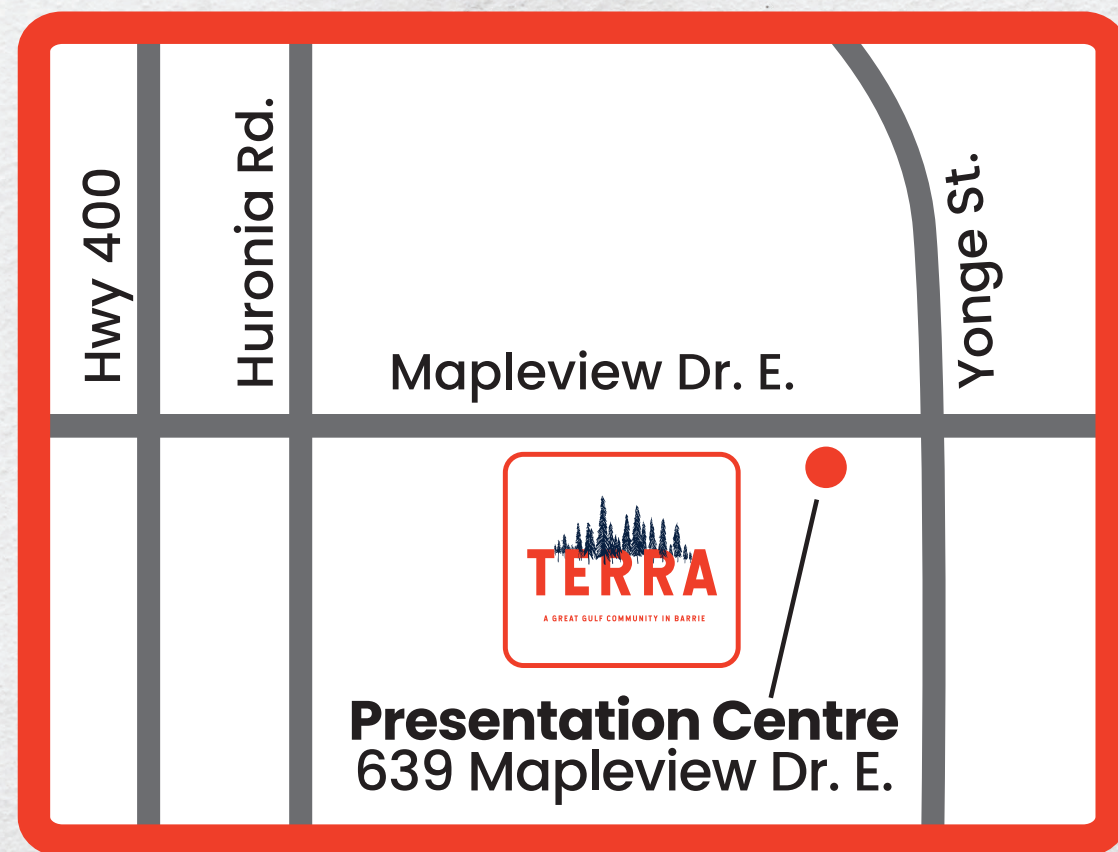 Hwy 400
Huronia Rd.
Yonge St.
Mapleview Dr. E.
TERRA
A GREAT GULF COMMUNITY IN BARRIE
Presentation Centre
639 Mapleview Dr. E.